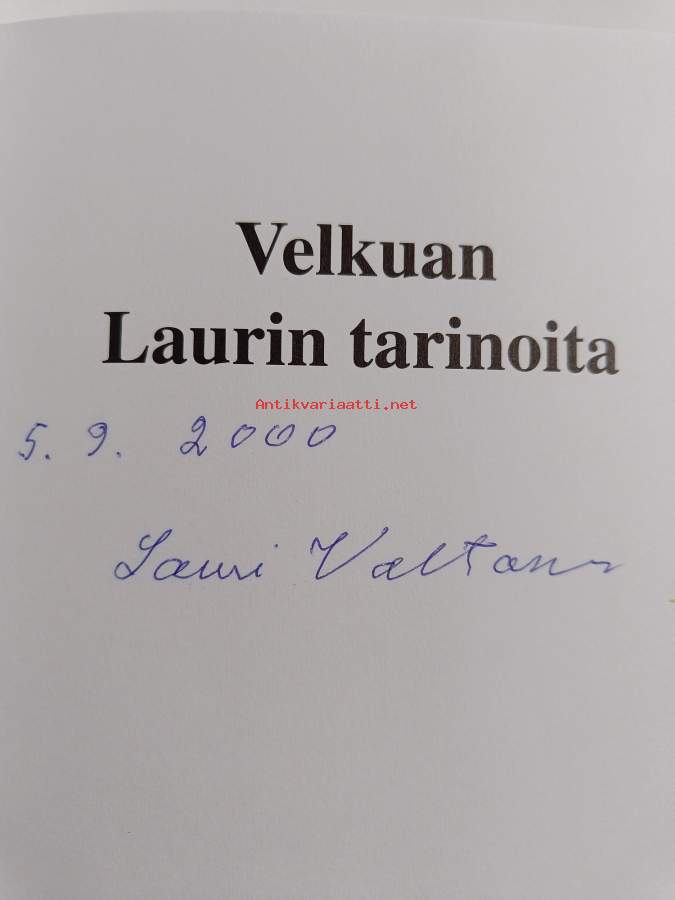 Velkuan
Laurin tarinoita
Antikvariaatti.net
5. 9. 2000
Lauri